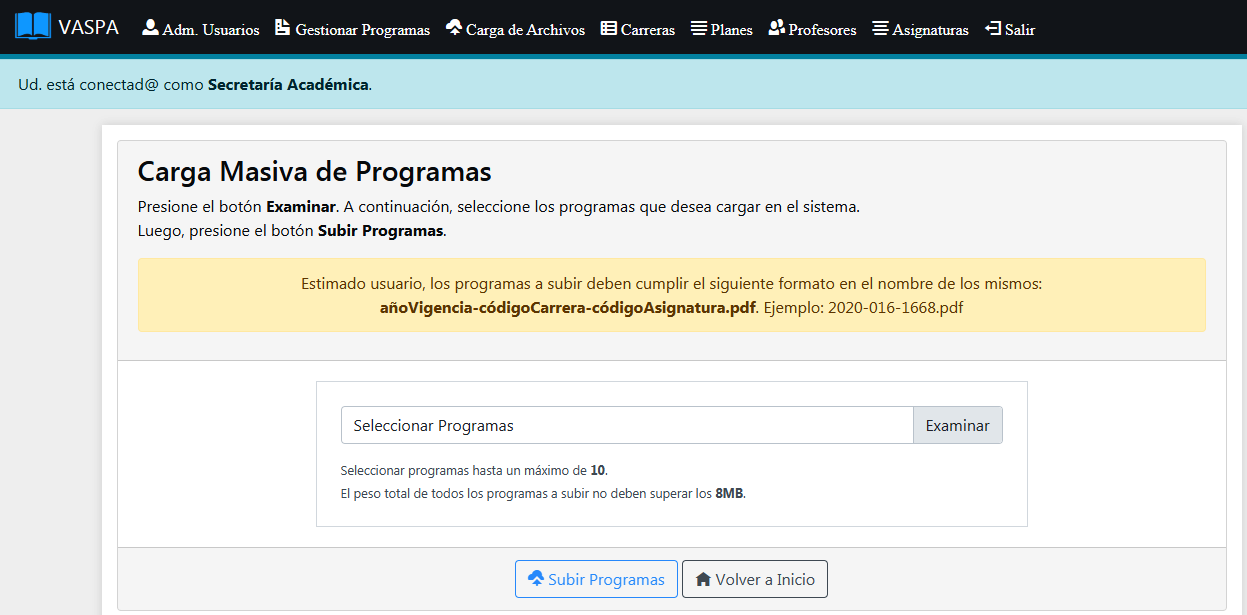 VASPA Adm. Usuarios Gestionar Programas Carga de Archivos Carreras Planes Profesores Asignaturas Salir
Ud. está conectad@ como Secretaría Académica.
Carga Masiva de Programas
Presione el botón Examinar. A continuación, seleccione los programas que desea cargar en el sistema.
Luego, presione el botón Subir Programas.
Estimado usuario, los programas a subir deben cumplir el siguiente formato en el nombre de los mismos:
añoVigencia-códigoCarrera-códigoAsignatura.pdf. Ejemplo: 2020-016-1668.pdf
Seleccionar Programas Examinar
Seleccionar programas hasta un máximo de 10.
El peso total de todos los programas a subir no deben superar los 8MB.
Subir Programas Volver a Inicio